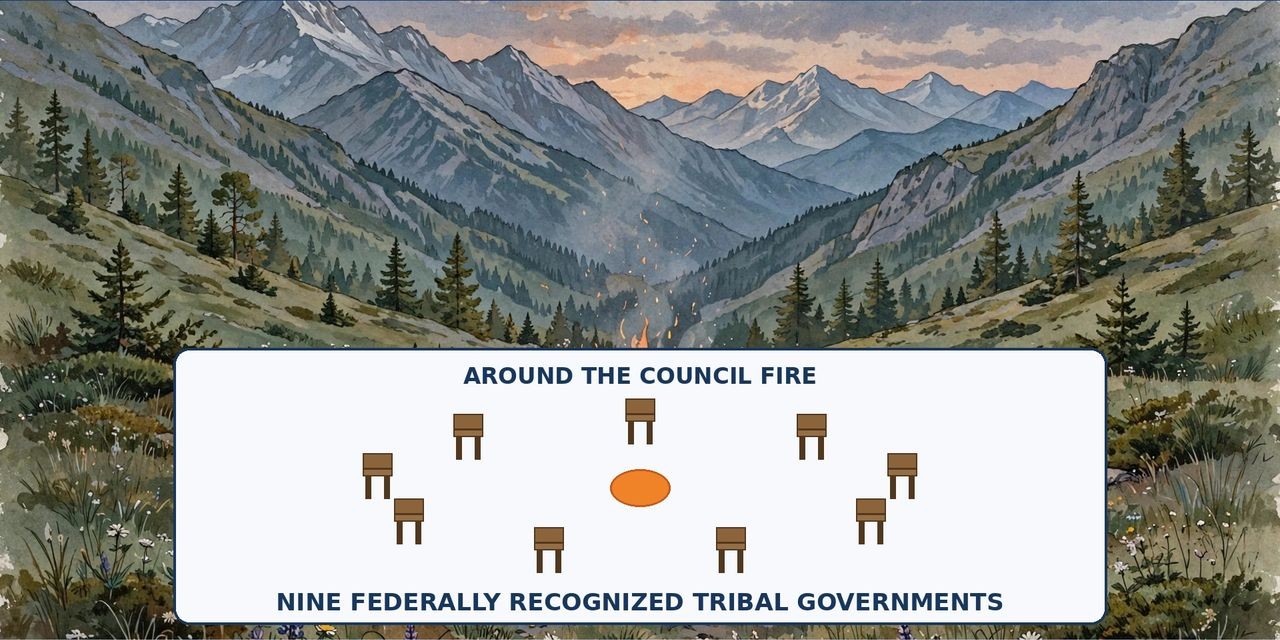 AROUND THE COUNCIL FIRE
NINE FEDERALLY RECOGNIZED TRIBAL GOVERNMENTS